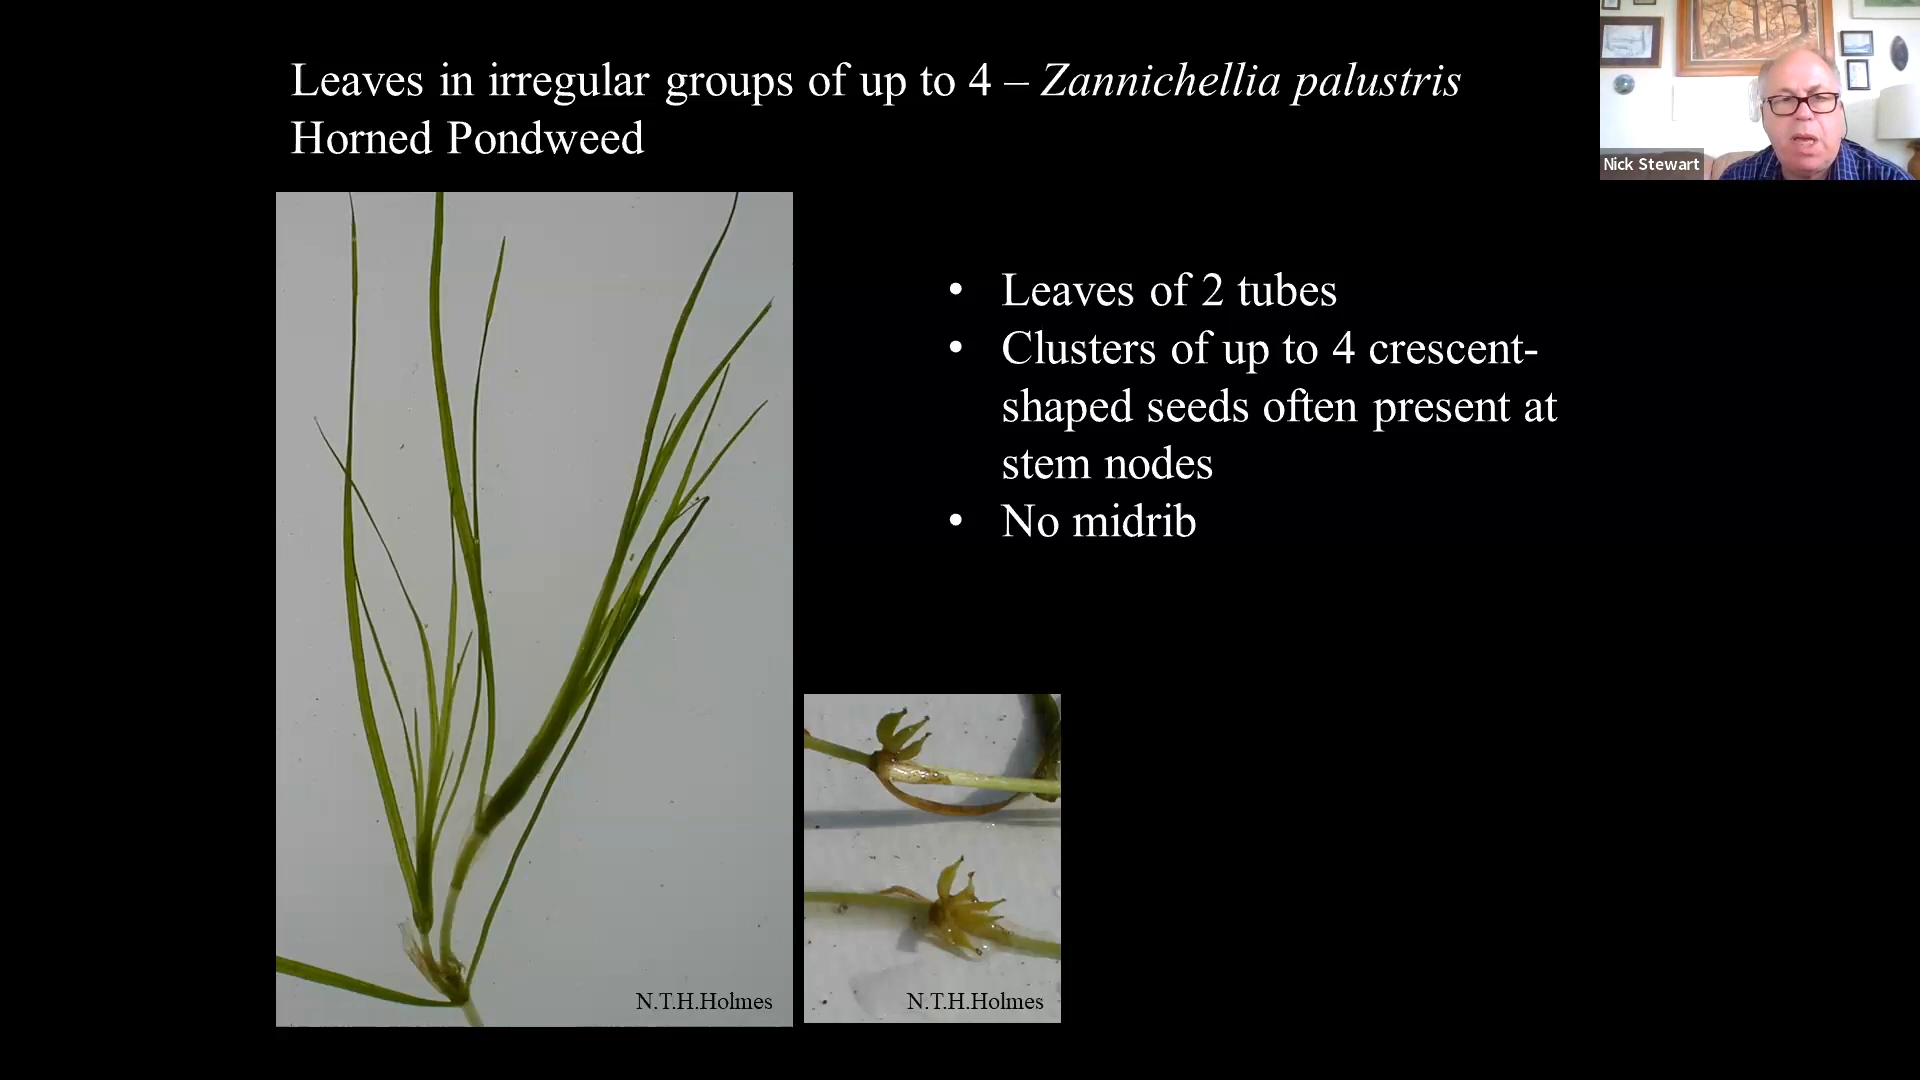 Leaves in irregular groups of up to 4 – Zannichellia palustris
Horned Pondweed
Nick Stewart
• Leaves of 2 tubes
• Clusters of up to 4 crescent-
shaped seeds often present at
stem nodes
• No midrib
N.T.H.Holmes
N.T.H.Holmes